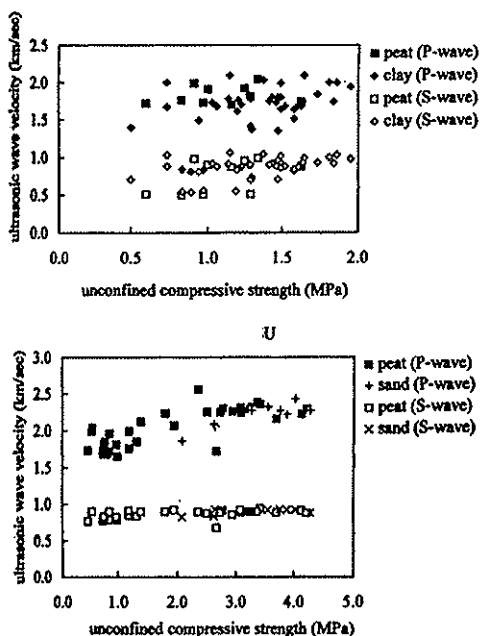 ultrasonic wave velocity (km/sec)
2.5
2.0
1.5
1.0
0.5
0.0
0.0 0.5 1.0 1.5 2.0
unconfined compressive strength (MPa)
peat (P-wave)
clay (P-wave)
peat (S-wave)
clay (S-wave)
:U
ultrasonic wave velocity (km/sec)
3.0
2.5
2.0
1.5
1.0
0.5
0.0
0.0 1.0 2.0 3.0 4.0 5.0
unconfined compressive strength (MPa)
peat (P-wave)
sand (P-wave)
peat (S-wave)
sand (S-wave)